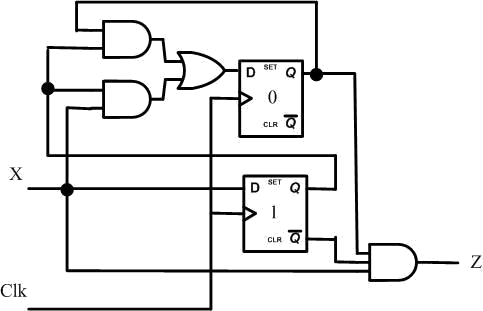 D SET Q
0
CLR Q
X
D SET Q
1
CLR Q
Z
Clk